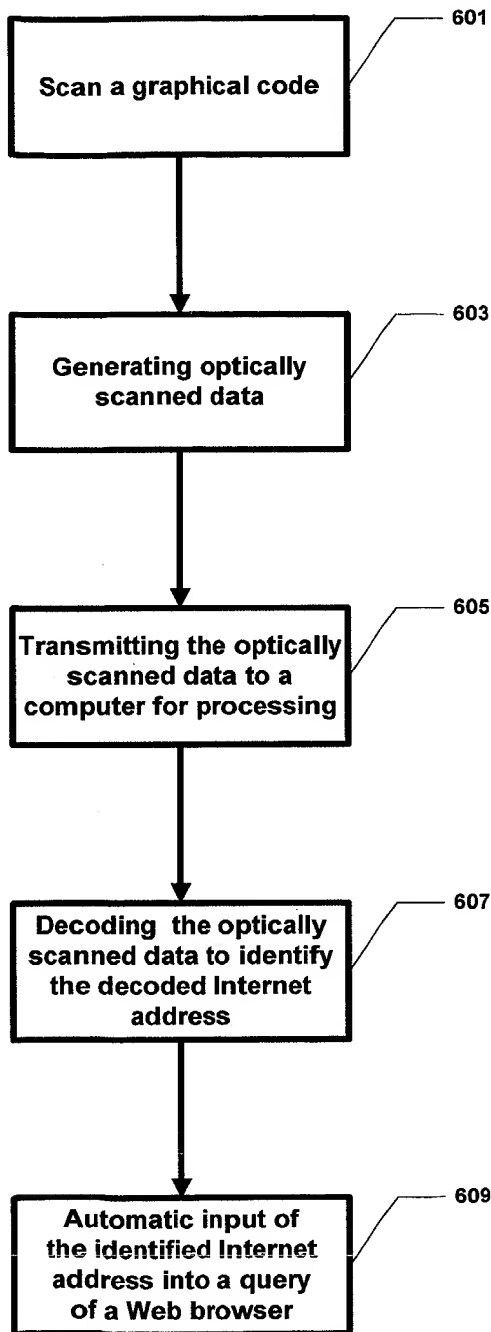 601
Scan a graphical code
603
Generating optically
scanned data
605
Transmitting the optically
scanned data to a
computer for processing
607
Decoding the optically
scanned data to identify
the decoded Internet
address
609
Automatic input of
the identified Internet
address into a query
of a Web browser